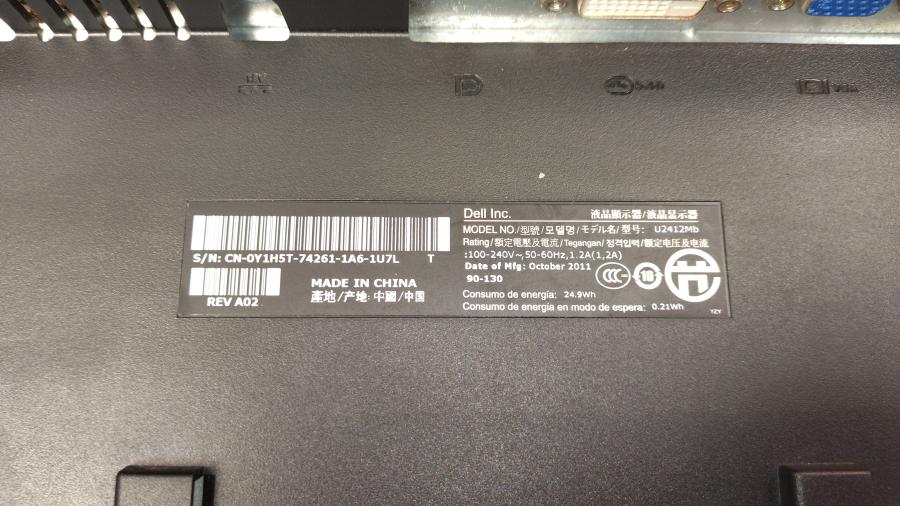 Dell Inc. 液晶顯示器/液晶显示器
MODEL NO./型號/모델명/モデル名/型号: U2412Mb
Rating/額定電壓及電流/Tegangan/정격입력/额定电压及电流
:100-240V~,50-60Hz,1.2A(1,2A)
Date of Mfg: October 2011
90-130
Consumo de energía: 24.9Wh
Consumo de energía en modo de espera: 0.21Wh
YZY
S/N: CN-0Y1H5T-74261-1A6-1U7L T
REV A02
MADE IN CHINA
產地/产地: 中國/中国
CCC
10